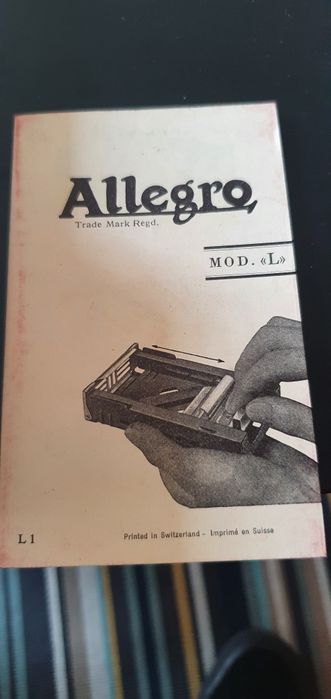 Allegro
Trade Mark Regd.
MOD. «L»
L 1
Printed in Switzerland - Imprimé en Suisse